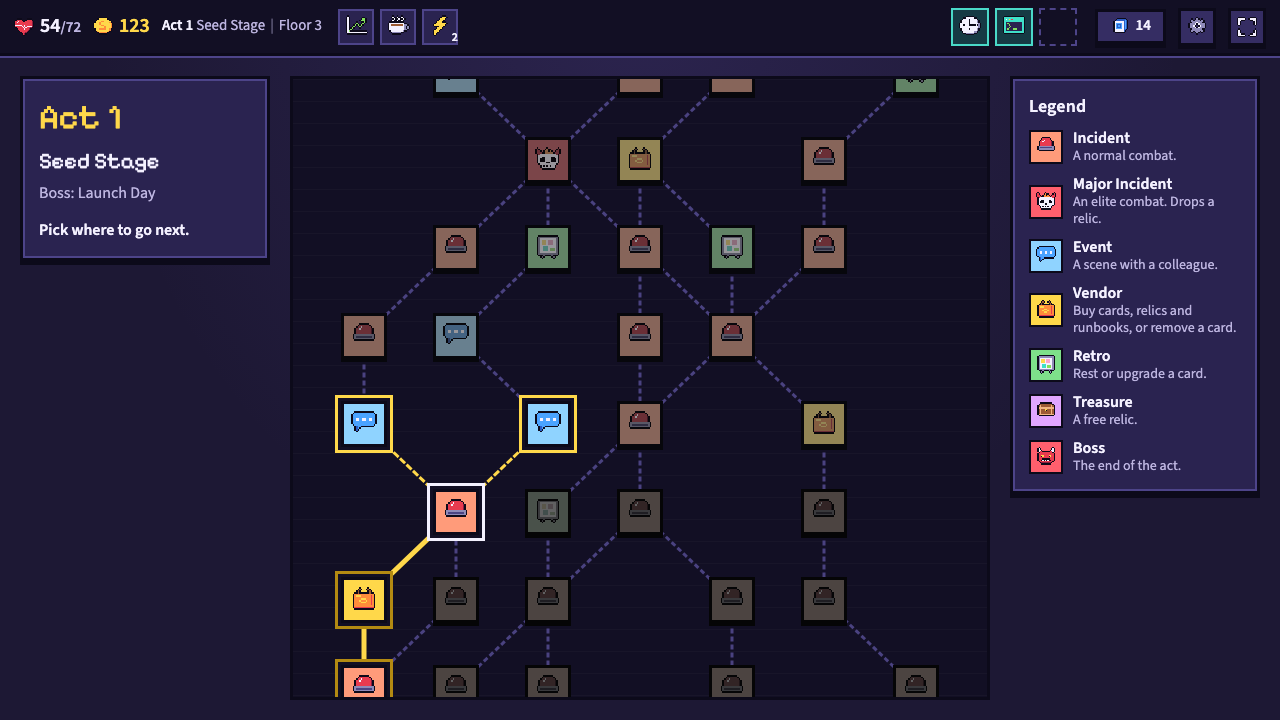 54/72
123
Act 1 Seed Stage | Floor 3
2
14
Act 1
Seed Stage
Boss: Launch Day
Pick where to go next.
Legend
Incident
A normal combat.
Major Incident
An elite combat. Drops a
relic.
Event
A scene with a colleague.
Vendor
Buy cards, relics and
runbooks, or remove a card.
Retro
Rest or upgrade a card.
Treasure
A free relic.
Boss
The end of the act.